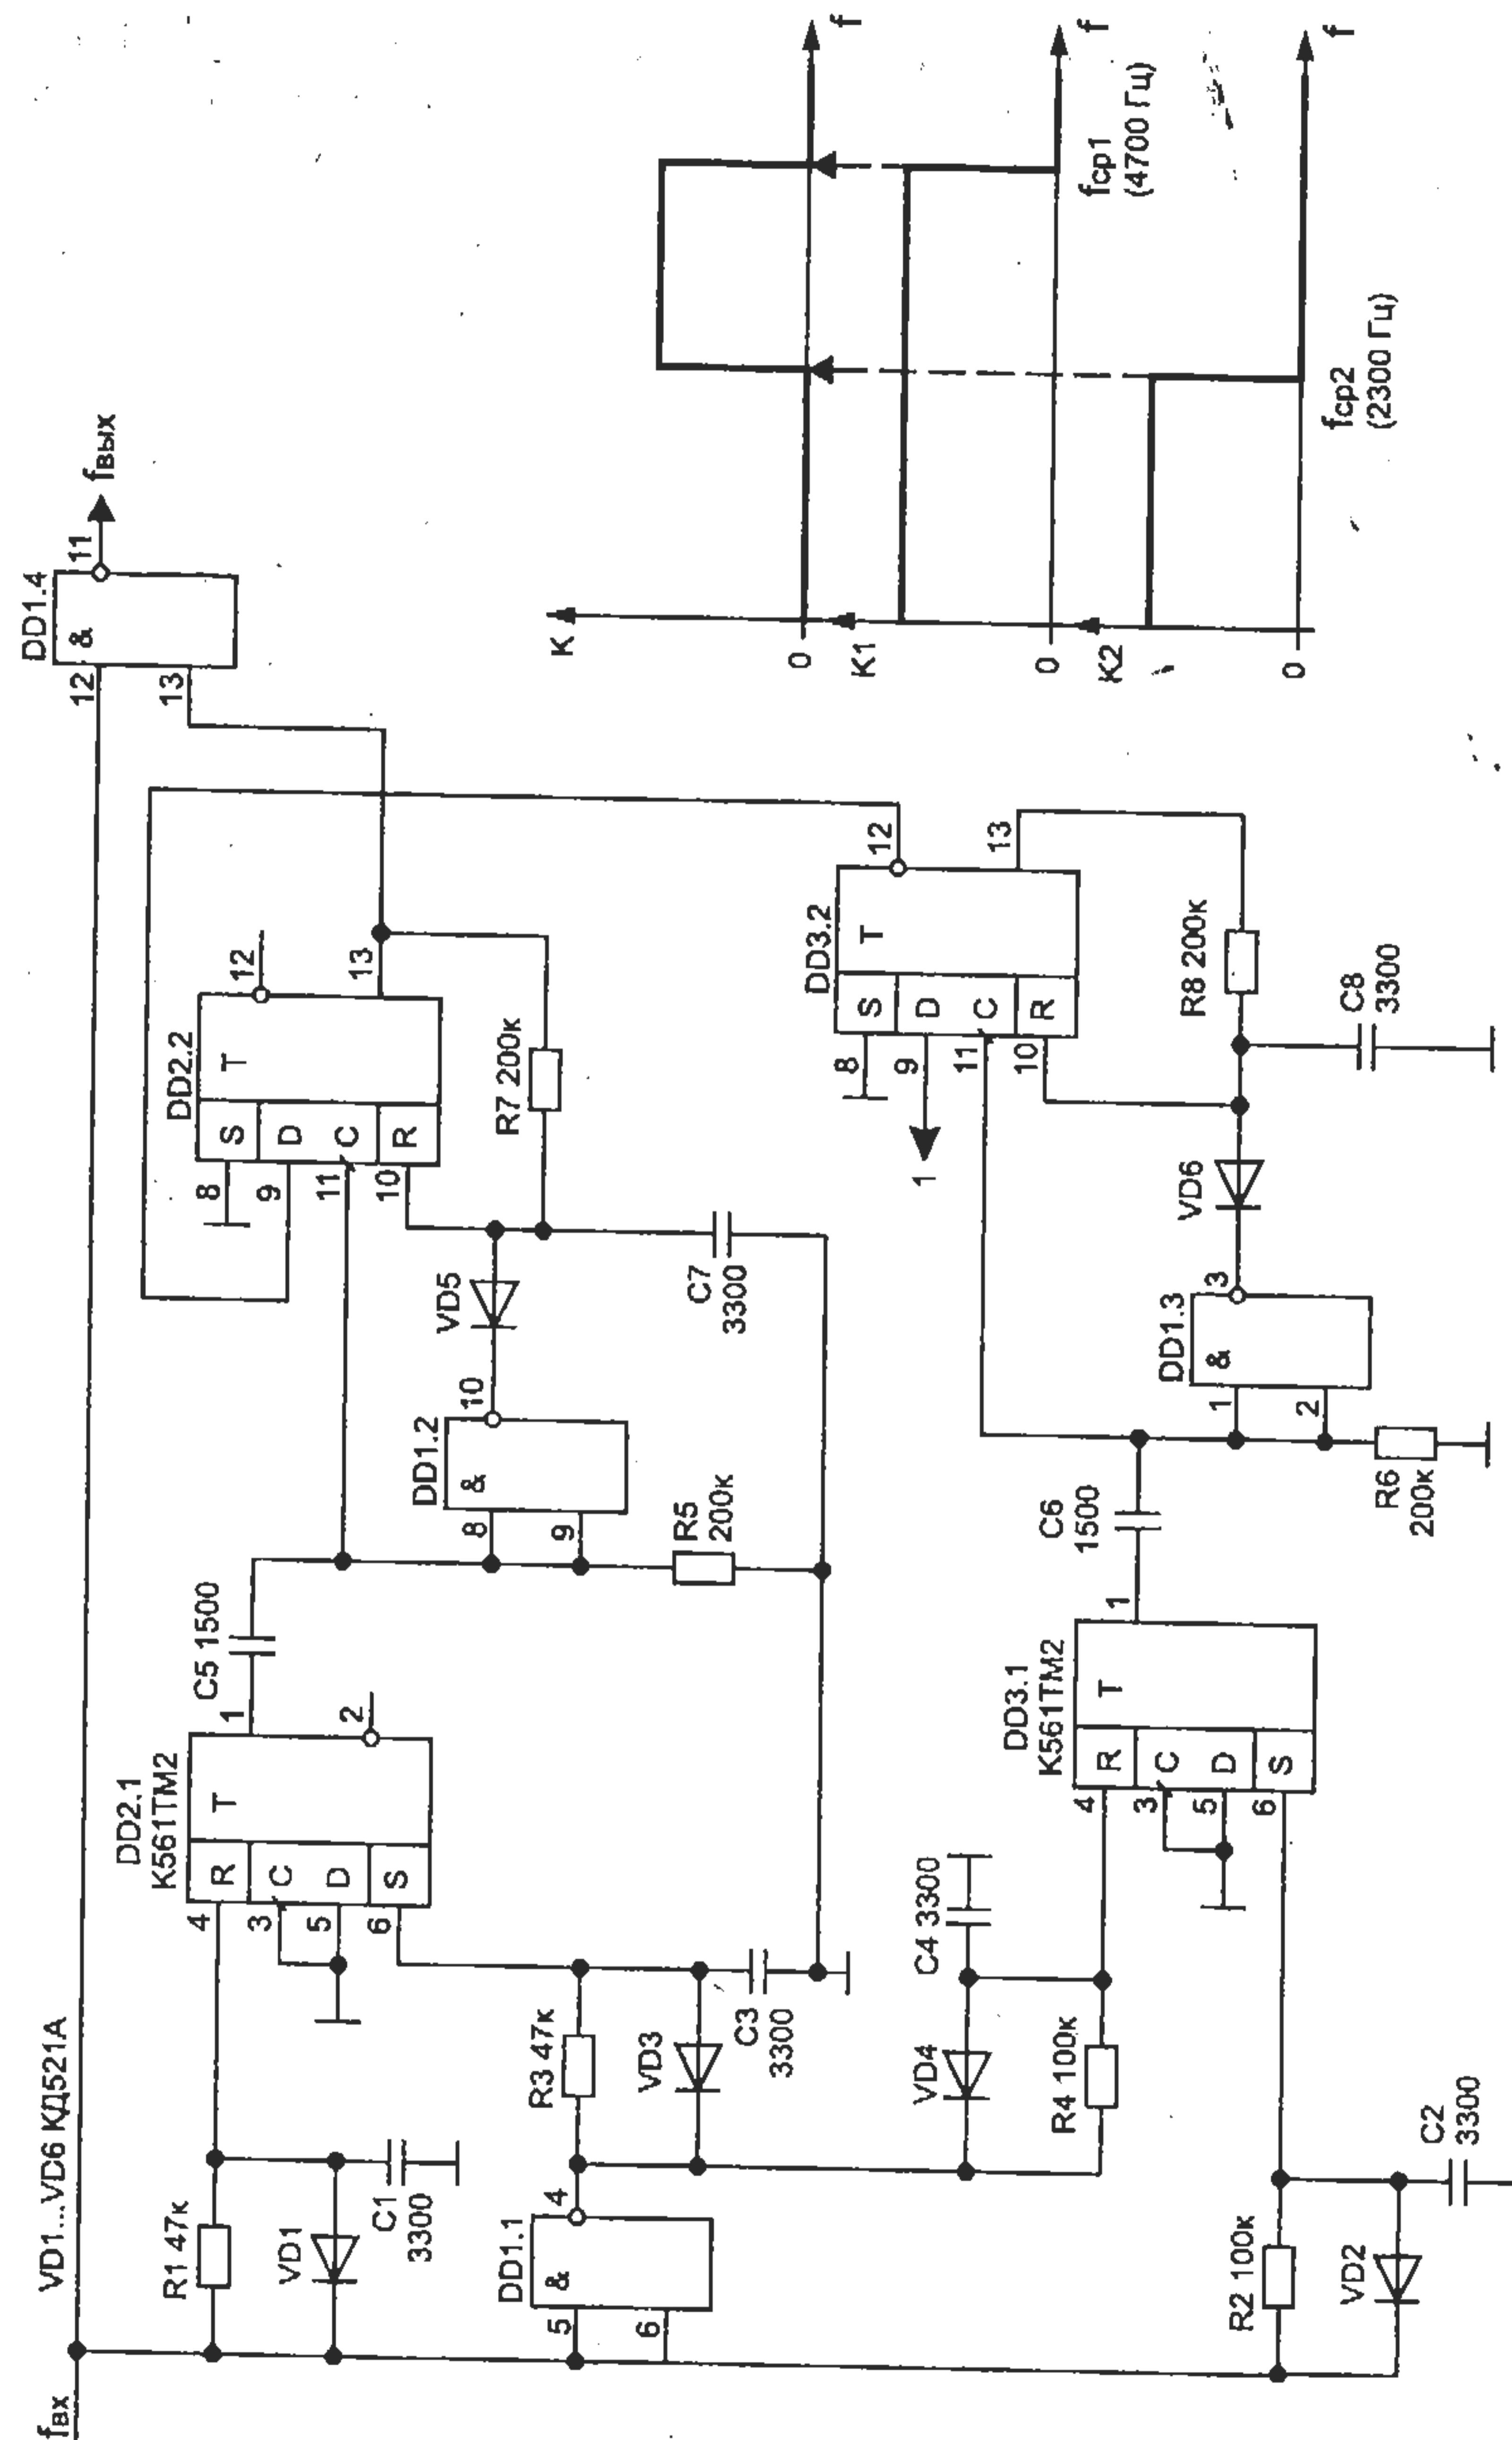 fвх
VD1...VD6 КД521А
R1 47к
VD1
C1
3300
DD1.1
&
5
6
4
R3 47к
VD3
C3
3300
DD2.1
К561ТМ2
4
3
5
6
R
C
D
S
T
1
2
C5 1500
R5
200к
DD1.2
&
8
9
10
VD5
C7
3300
R7 200к
DD2.2
8
9
11
10
S
D
C
R
T
12
13
DD1.4
&
12
13
11
fвых
R2 100к
VD2
C2
3300
R4 100к
VD4
C4 3300
DD3.1
К561ТМ2
4
3
5
6
R
C
D
S
T
1
C6
1500
R6
200к
DD1.3
&
1
2
3
VD6
1
DD3.2
8
9
11
10
S
D
C
R
T
12
13
R8 200к
C8
3300
K
0
f
K1
0
f
fср1
(4700 Гц)
K2
0
f
fср2
(2300 Гц)